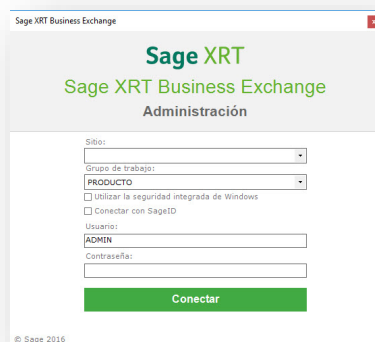 Sage XRT Business Exchange
x
Sage XRT
Sage XRT Business Exchange
Administración
Sitio:
Grupo de trabajo:
PRODUCTO
Utilizar la seguridad integrada de Windows
Conectar con SageID
Usuario:
ADMIN
Contraseña:
Conectar
© Sage 2016